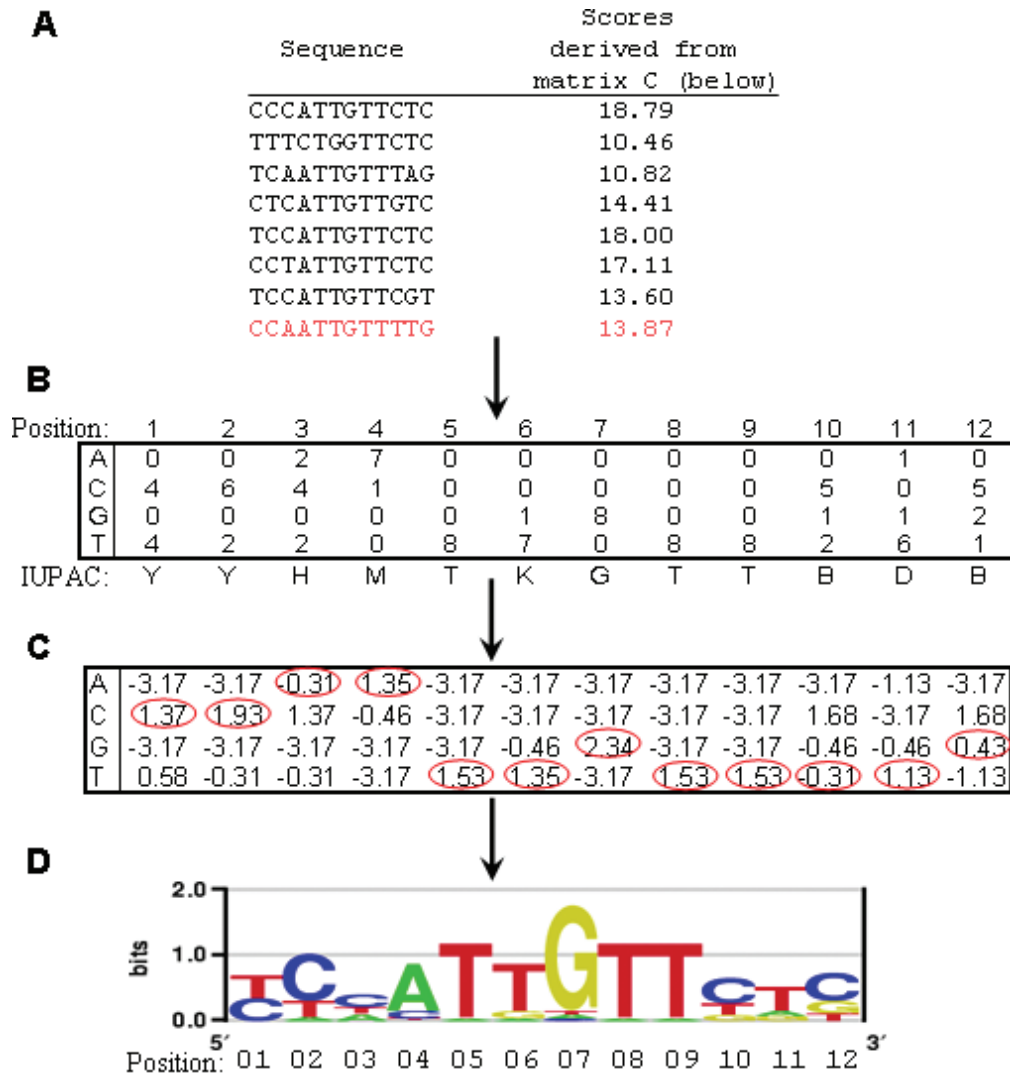 A
Scores
Sequence derived from
matrix C (below)
CCCATTGTTCTC 18.79
TTTCTGGTTCTC 10.46
TCAATTGTTTAG 10.82
CTCATTGTTGTC 14.41
TCCATTGTTCTC 18.00
CCTATTGTTCTC 17.11
TCCATTGTTCGT 13.60
CCAATTGTTTTG 13.87
B
Position: 1 2 3 4 5 6 7 8 9 10 11 12
A 0 0 2 7 0 0 0 0 0 0 1 0
C 4 6 4 1 0 0 0 0 0 5 0 5
G 0 0 0 0 0 1 8 0 0 1 1 2
T 4 2 2 0 8 7 0 8 8 2 6 1
IUPAC: Y Y H M T K G T T B D B
C
A -3.17 -3.17 -0.31 1.35 -3.17 -3.17 -3.17 -3.17 -3.17 -3.17 -1.13 -3.17
C 1.37 1.93 1.37 -0.46 -3.17 -3.17 -3.17 -3.17 -3.17 1.68 -3.17 1.68
G -3.17 -3.17 -3.17 -3.17 -3.17 -0.46 2.34 -3.17 -3.17 -0.46 -0.46 0.43
T 0.58 -0.31 -0.31 -3.17 1.53 1.35 -3.17 1.53 1.53 -0.31 1.13 -1.13
D
2.0
bits
1.0
0.0
T C C A T T G T T C T C
C T T C G T T A G
A G T
5′ 3′
Position: 01 02 03 04 05 06 07 08 09 10 11 12